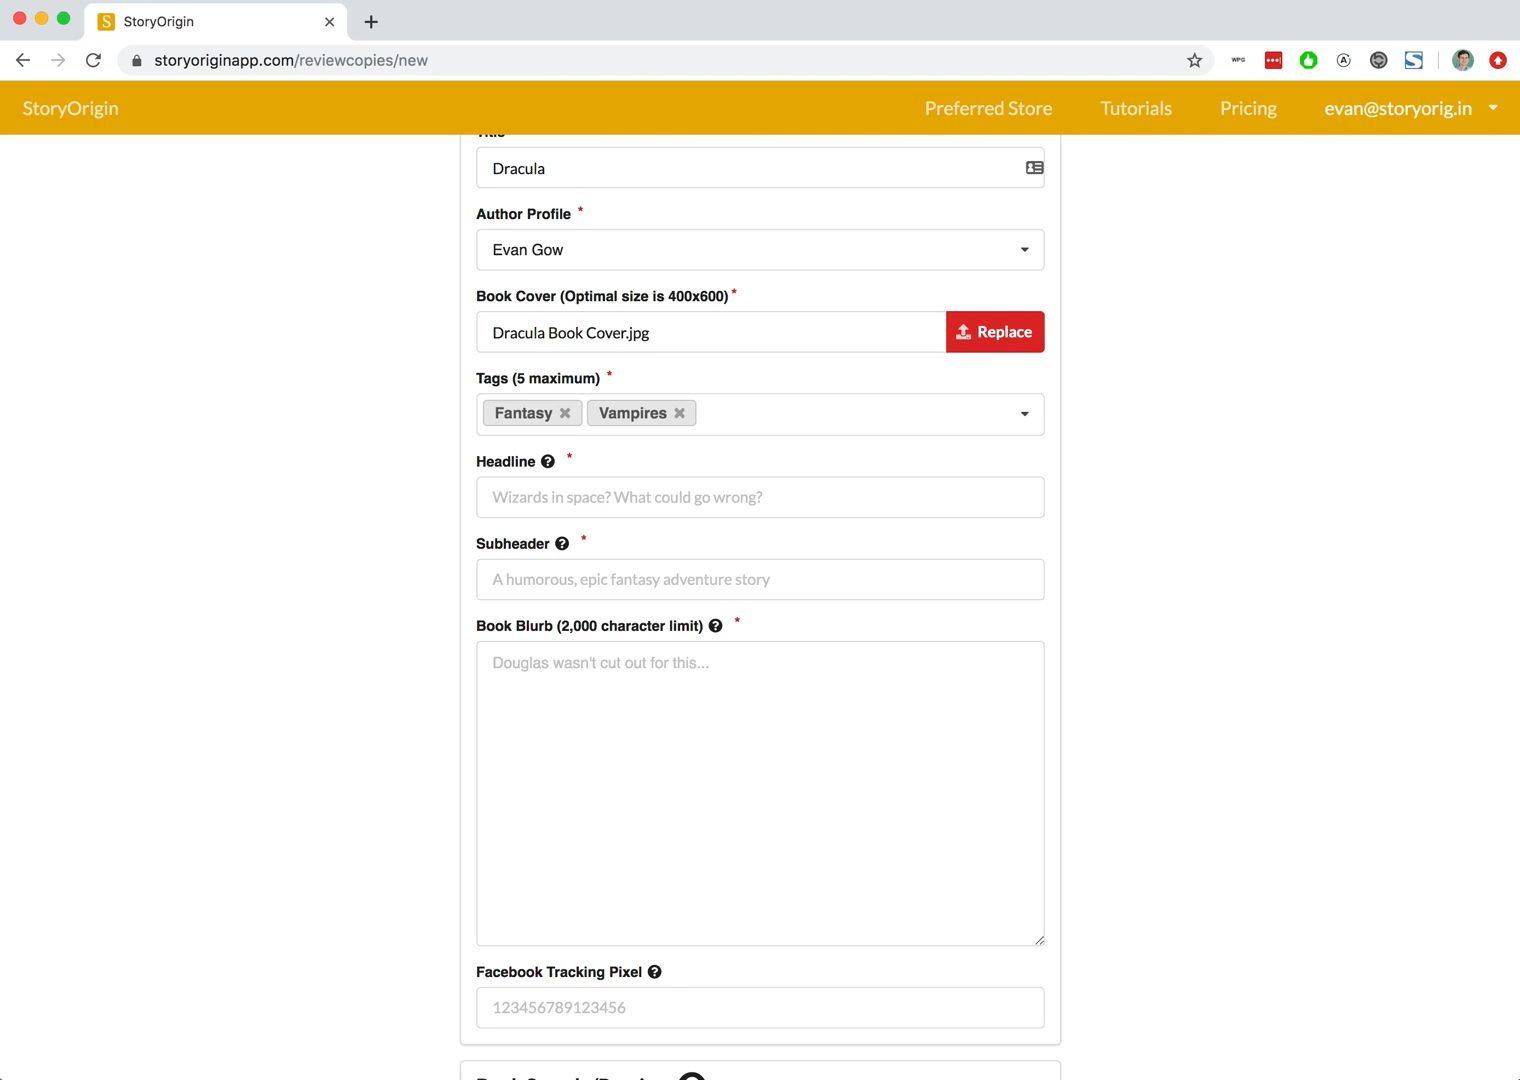 StoryOrigin
storyoriginapp.com/reviewcopies/new
WPG
StoryOrigin
Preferred Store
Tutorials
Pricing
evan@storyorig.in
Title
Dracula
Author Profile *
Evan Gow
Book Cover (Optimal size is 400x600) *
Dracula Book Cover.jpg
Replace
Tags (5 maximum) *
Fantasy
Vampires
Headline *
Wizards in space? What could go wrong?
Subheader *
A humorous, epic fantasy adventure story
Book Blurb (2,000 character limit) *
Douglas wasn't cut out for this...
Facebook Tracking Pixel
123456789123456